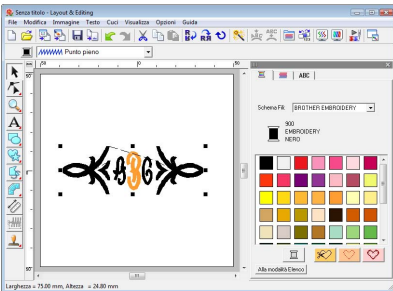 Senza titolo - Layout & Editing
File Modifica Immagine Testo Cuci Visualizza Opzioni Guida
Punto pieno
ABC
Schema Fili: BROTHER EMBROIDERY
900
EMBROIDERY
NERO
A
ABC
Alla modalità Elenco
Larghezza = 75.00 mm, Altezza = 24.80 mm